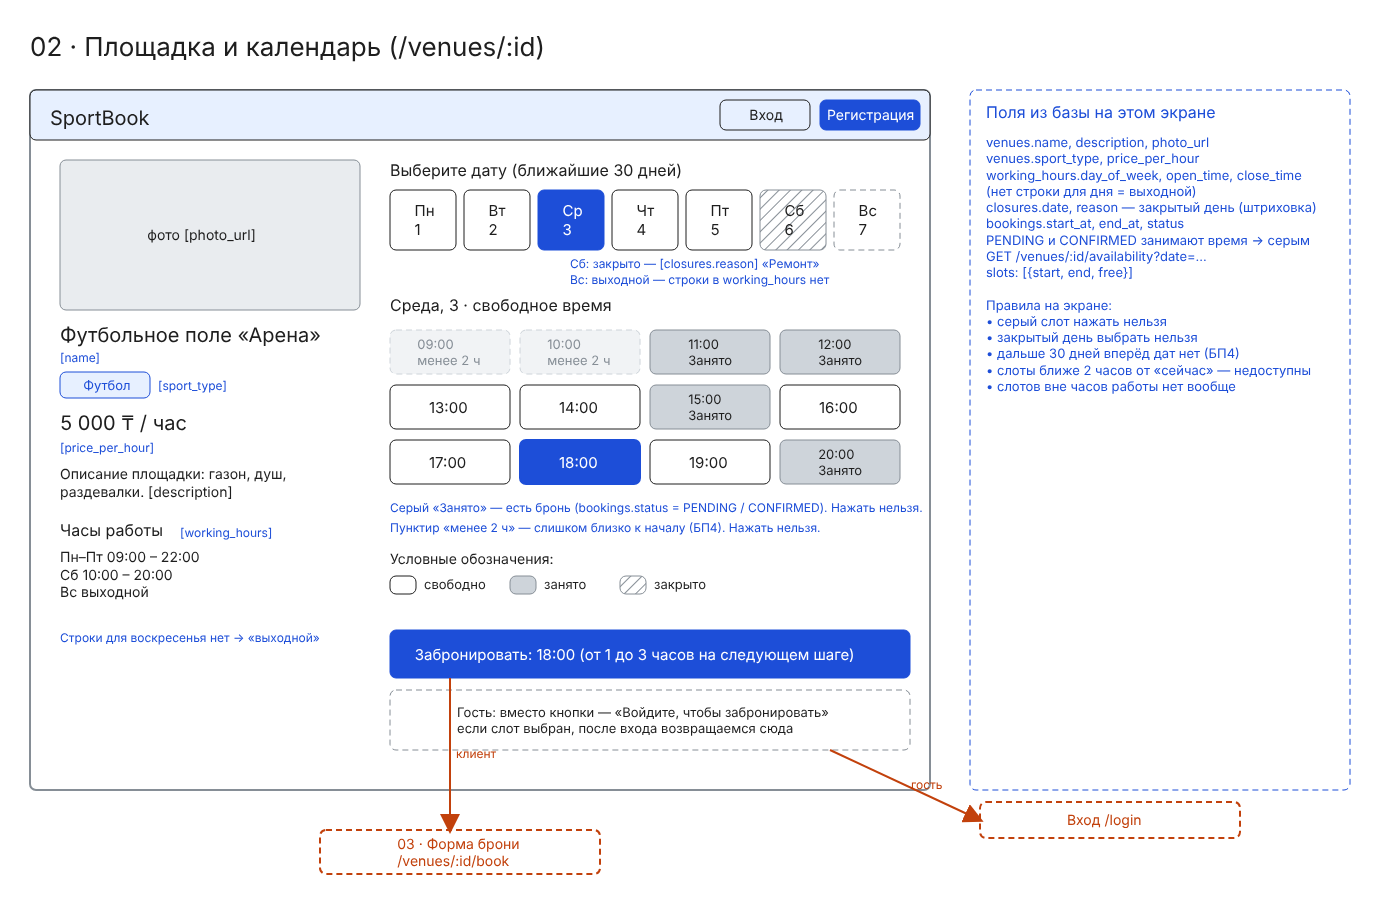 02 · Площадка и календарь (/venues/:id)
SportBook
Вход
Регистрация
фото [photo_url]
Футбольное поле «Арена»
[name]
Футбол
[sport_type]
5 000 ₸ / час
[price_per_hour]
Описание площадки: газон, душ,
раздевалки. [description]
Часы работы
[working_hours]
Пн–Пт 09:00 – 22:00
Сб 10:00 – 20:00
Вс выходной
Строки для воскресенья нет → «выходной»
Выберите дату (ближайшие 30 дней)
Пн
1
Вт
2
Ср
3
Чт
4
Пт
5
Сб
6
Вс
7
Сб: закрыто — [closures.reason] «Ремонт»
Вс: выходной — строки в working_hours нет
Среда, 3 · свободное время
09:00
менее 2 ч
10:00
менее 2 ч
11:00
Занято
12:00
Занято
13:00
14:00
15:00
Занято
16:00
17:00
18:00
19:00
20:00
Занято
Серый «Занято» — есть бронь (bookings.status = PENDING / CONFIRMED). Нажать нельзя.
Пунктир «менее 2 ч» — слишком близко к началу (БП4). Нажать нельзя.
Условные обозначения:
свободно
занято
закрыто
Забронировать: 18:00 (от 1 до 3 часов на следующем шаге)
Гость: вместо кнопки — «Войдите, чтобы забронировать»
если слот выбран, после входа возвращаемся сюда
клиент
гость
03 · Форма брони
/venues/:id/book
Вход /login
Поля из базы на этом экране
venues.name, description, photo_url
venues.sport_type, price_per_hour
working_hours.day_of_week, open_time, close_time
(нет строки для дня = выходной)
closures.date, reason — закрытый день (штриховка)
bookings.start_at, end_at, status
PENDING и CONFIRMED занимают время → серым
GET /venues/:id/availability?date=…
slots: [{start, end, free}]
Правила на экране:
• серый слот нажать нельзя
• закрытый день выбрать нельзя
• дальше 30 дней вперёд дат нет (БП4)
• слоты ближе 2 часов от «сейчас» — недоступны
• слотов вне часов работы нет вообще